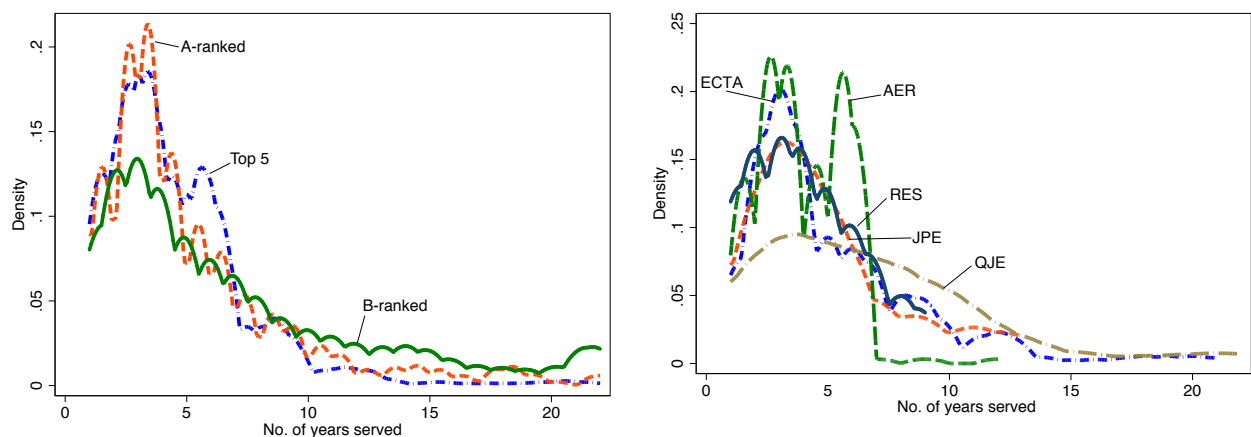 .2
.15
.1
.05
0
Density
0 5 10 15 20
No. of years served
A-ranked
Top 5
B-ranked
.25
.2
.15
.1
.05
0
Density
0 5 10 15 20
No. of years served
ECTA
AER
RES
JPE
QJE